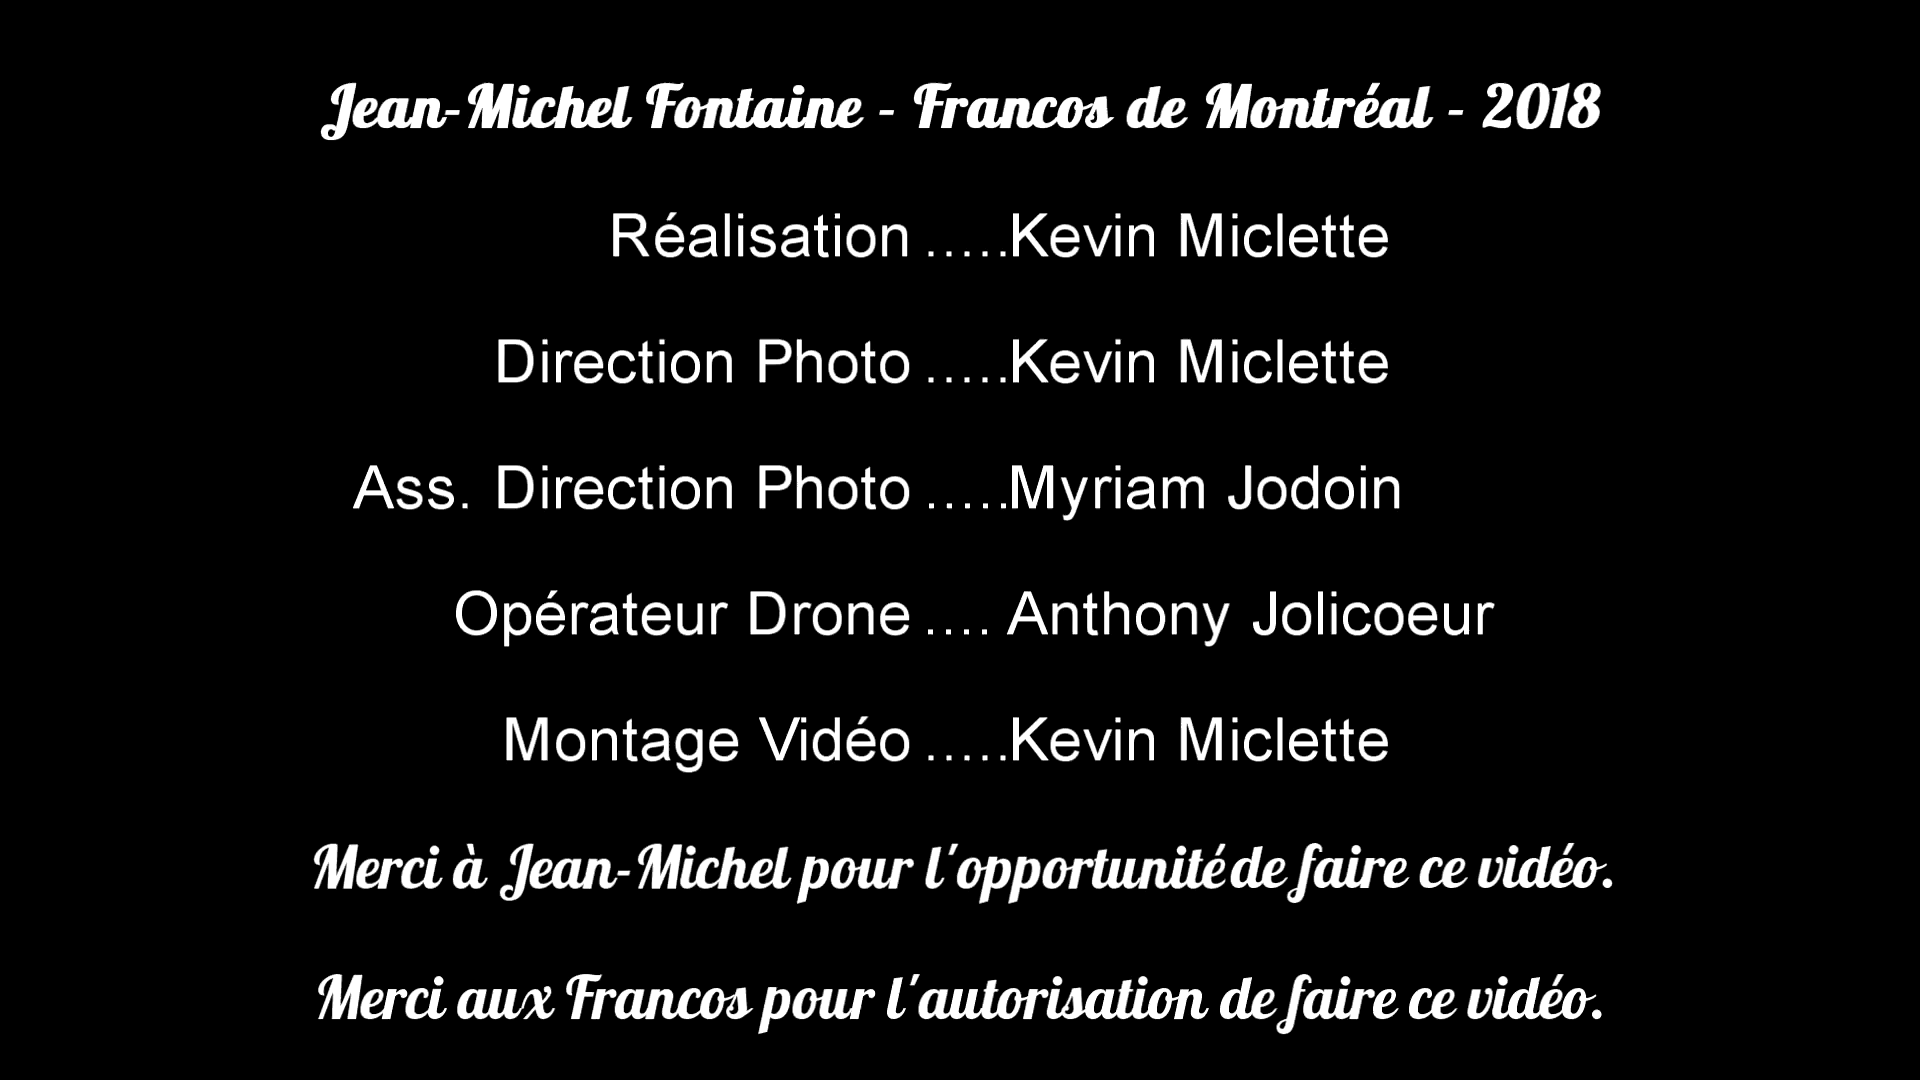 Jean-Michel Fontaine - Francos de Montréal - 2018
Réalisation .....Kevin Miclette
Direction Photo .....Kevin Miclette
Ass. Direction Photo .....Myriam Jodoin
Opérateur Drone .... Anthony Jolicoeur
Montage Vidéo .....Kevin Miclette
Merci à Jean-Michel pour l'opportunité de faire ce vidéo.
Merci aux Francos pour l'autorisation de faire ce vidéo.